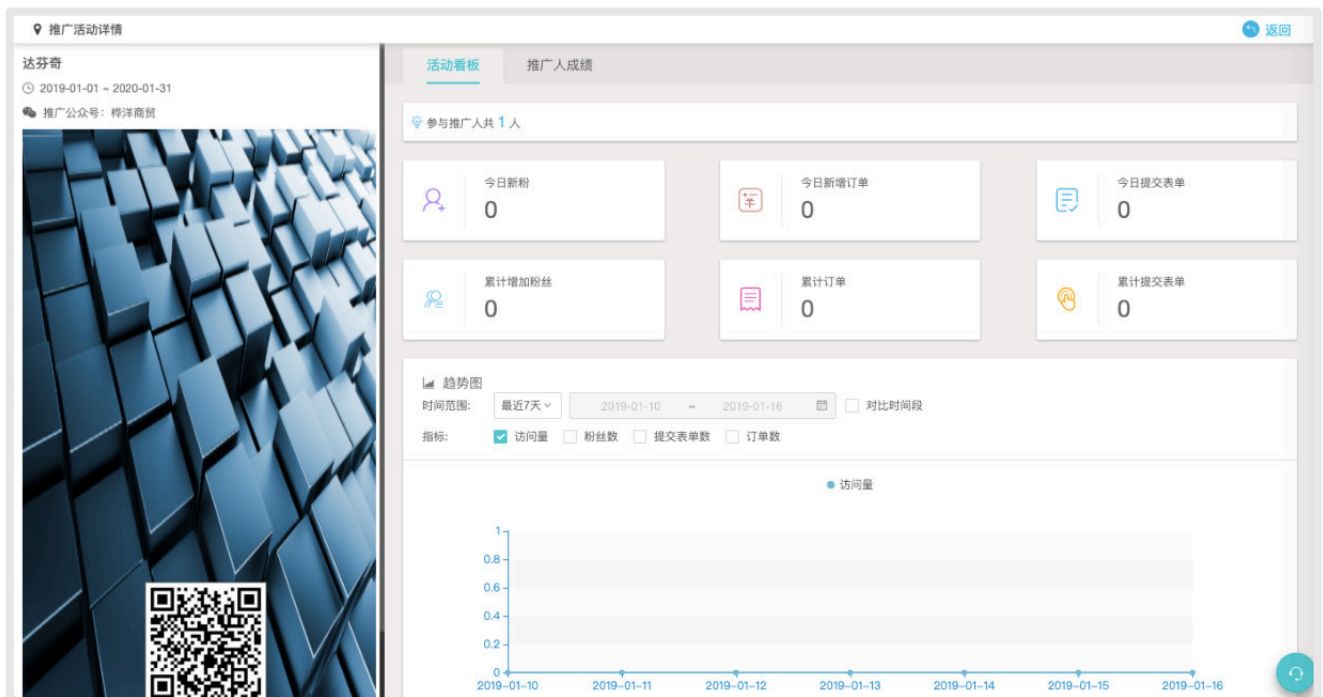 推广活动详情
返回
达芬奇
2019-01-01 ~ 2020-01-31
推广公众号：桦洋商贸
活动看板 推广人成绩
参与推广人共 1 人
今日新粉 今日新增订单 今日提交表单
0 0 0
累计增加粉丝 累计订单 累计提交表单
0 0 0
趋势图
时间范围: 最近7天 2019-01-10 ~ 2019-01-16 对比时间段
指标: 访问量 粉丝数 提交表单数 订单数
访问量
1
0.8
0.6
0.4
0.2
0
2019-01-10 2019-01-11 2019-01-12 2019-01-13 2019-01-14 2019-01-15 2019-01-16